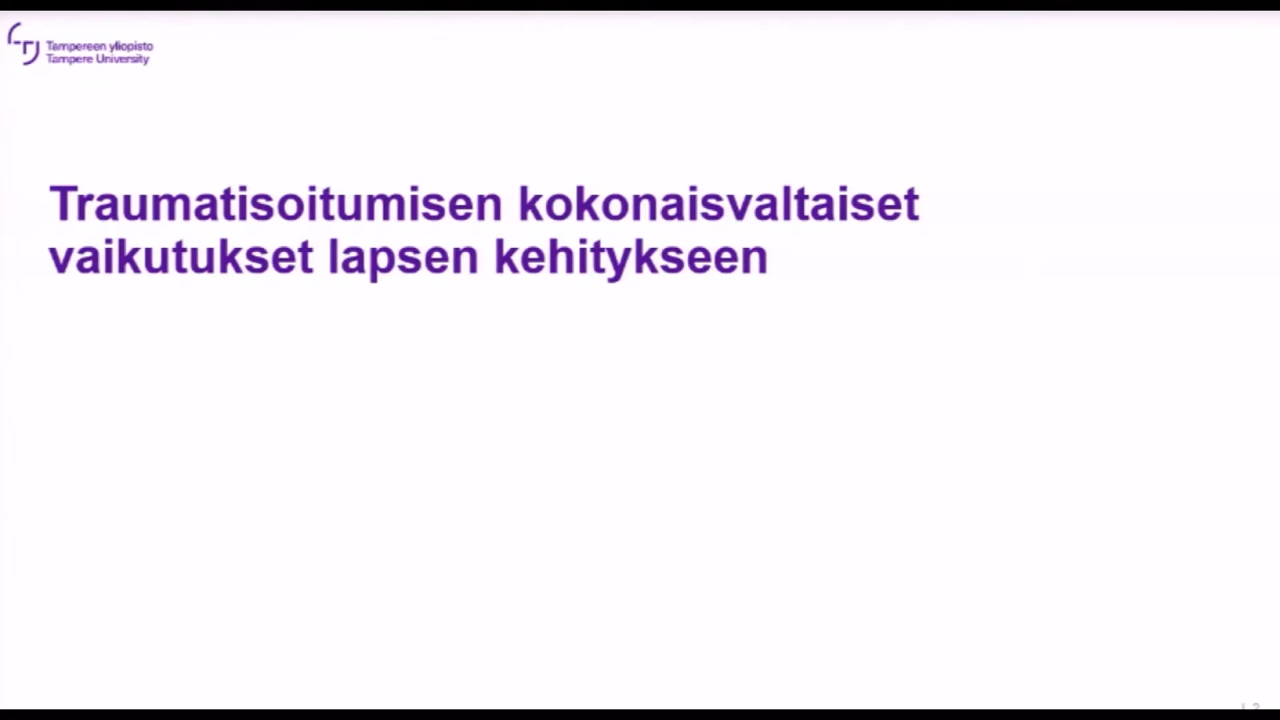 Tampereen yliopisto
Tampere University
Traumatisoitumisen kokonaisvaltaiset
vaikutukset lapsen kehitykseen